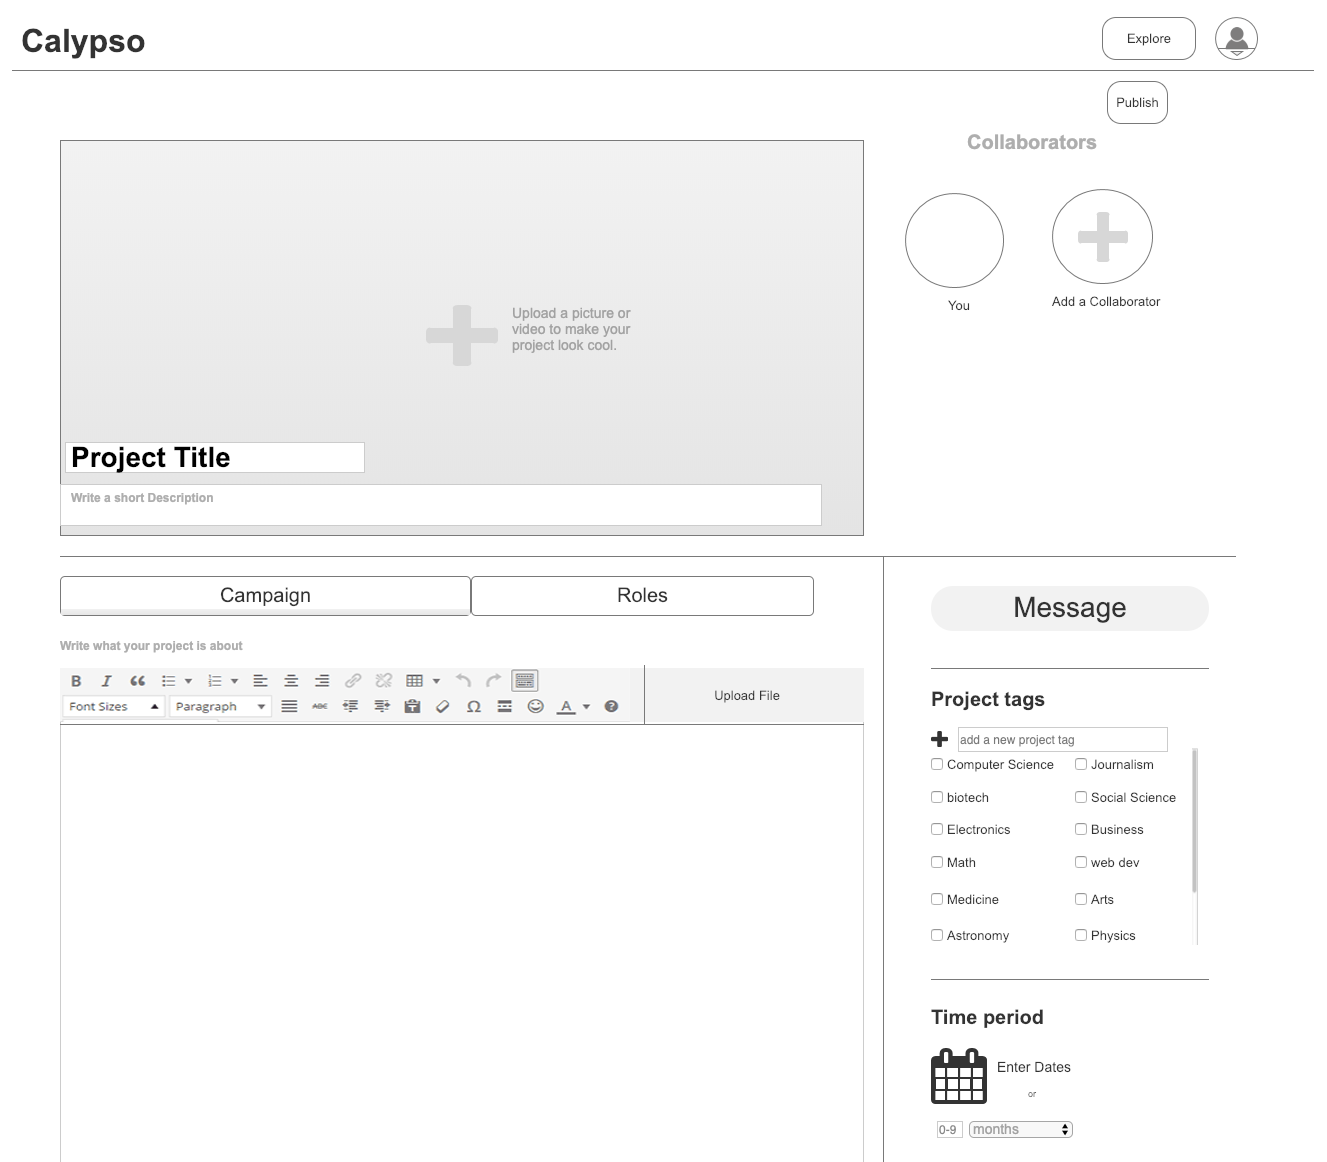 Calypso
Explore
Publish
Collaborators
You
Add a Collaborator
Upload a picture or
video to make your
project look cool.
Project Title
Write a short Description
Campaign
Roles
Write what your project is about
B I
Font Sizes
Paragraph
ABC
Ω
A
?
Upload File
Message
Project tags
add a new project tag
Computer Science
Journalism
biotech
Social Science
Electronics
Business
Math
web dev
Medicine
Arts
Astronomy
Physics
Time period
Enter Dates
or
0-9
months